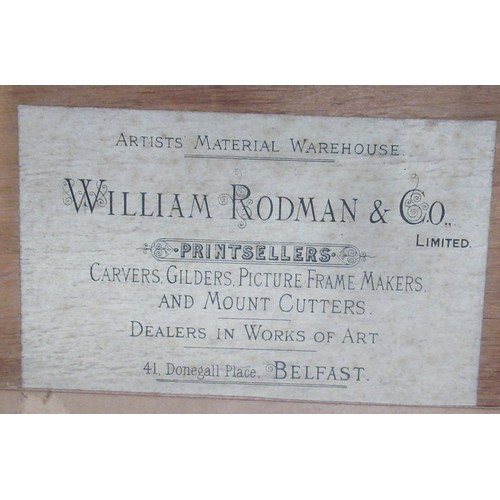 ARTISTS' MATERIAL WAREHOUSE
WILLIAM RODMAN & Co.,
LIMITED.
PRINTSELLERS
CARVERS, GILDERS, PICTURE FRAME MAKERS,
AND MOUNT CUTTERS.
DEALERS IN WORKS OF ART
41, Donegall Place, BELFAST.